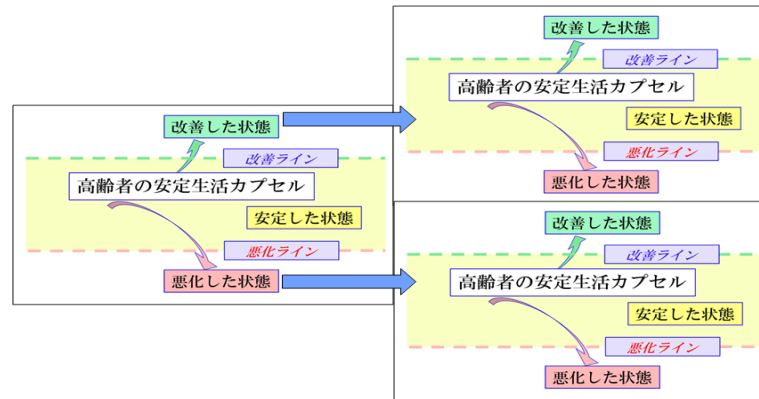 改善した状態
改善ライン
高齢者の安定生活カプセル
安定した状態
悪化ライン
悪化した状態
改善した状態
改善ライン
高齢者の安定生活カプセル
安定した状態
悪化ライン
悪化した状態
改善した状態
改善ライン
高齢者の安定生活カプセル
安定した状態
悪化ライン
悪化した状態